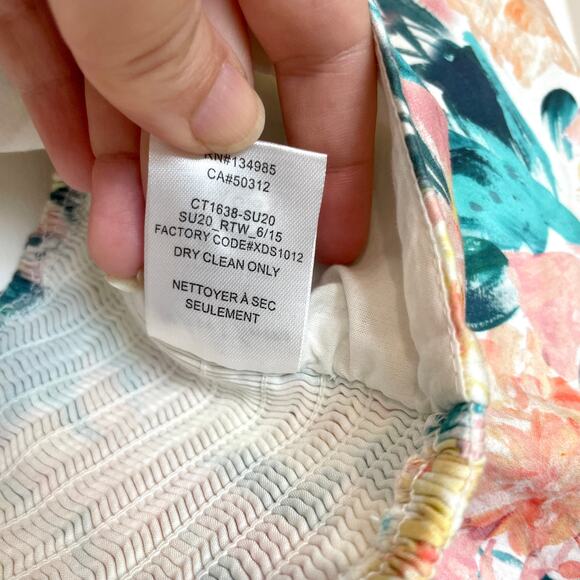 RN#134985
CA#50312
CT1638-SU20
SU20_RTW_6/15
FACTORY CODE#XDS1012
DRY CLEAN ONLY
NETTOYER À SEC
SEULEMENT